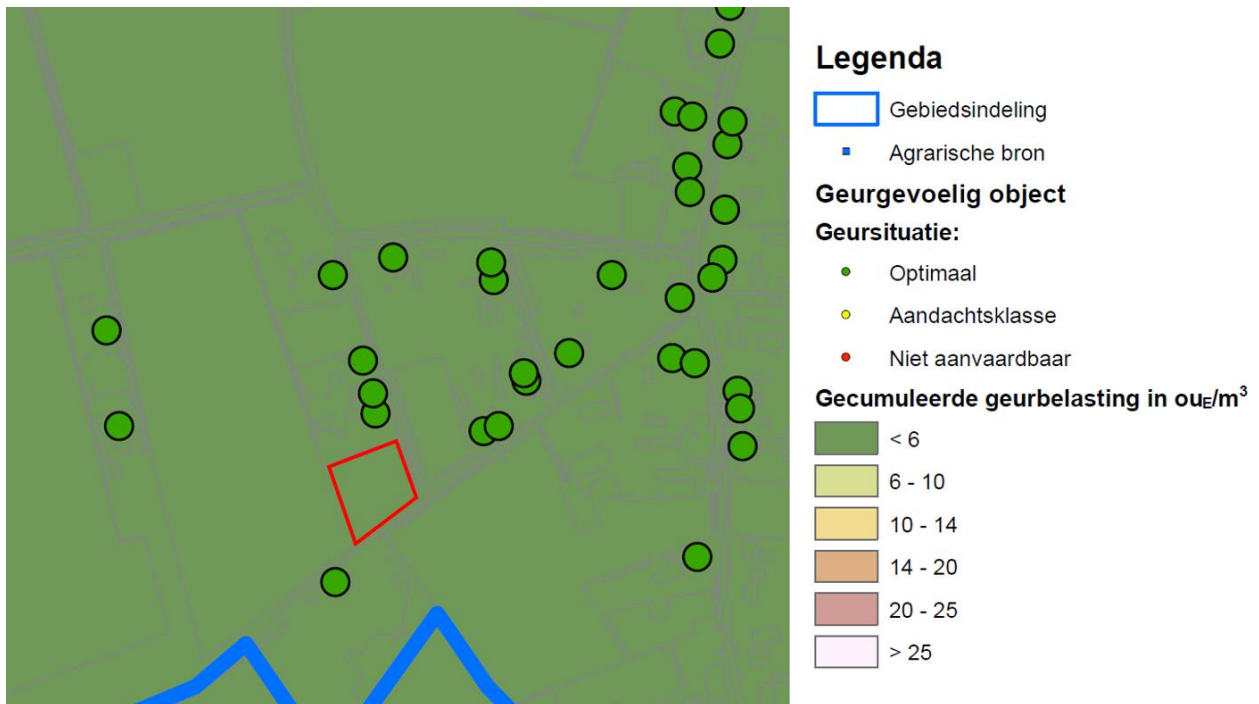 Legenda
Gebiedsindeling
Agrarische bron
Geurgevoelig object
Geursituatie:
Optimaal
Aandachtsklasse
Niet aanvaardbaar
Gecumuleerde geurbelasting in ouE/m³
< 6
6 - 10
10 - 14
14 - 20
20 - 25
> 25